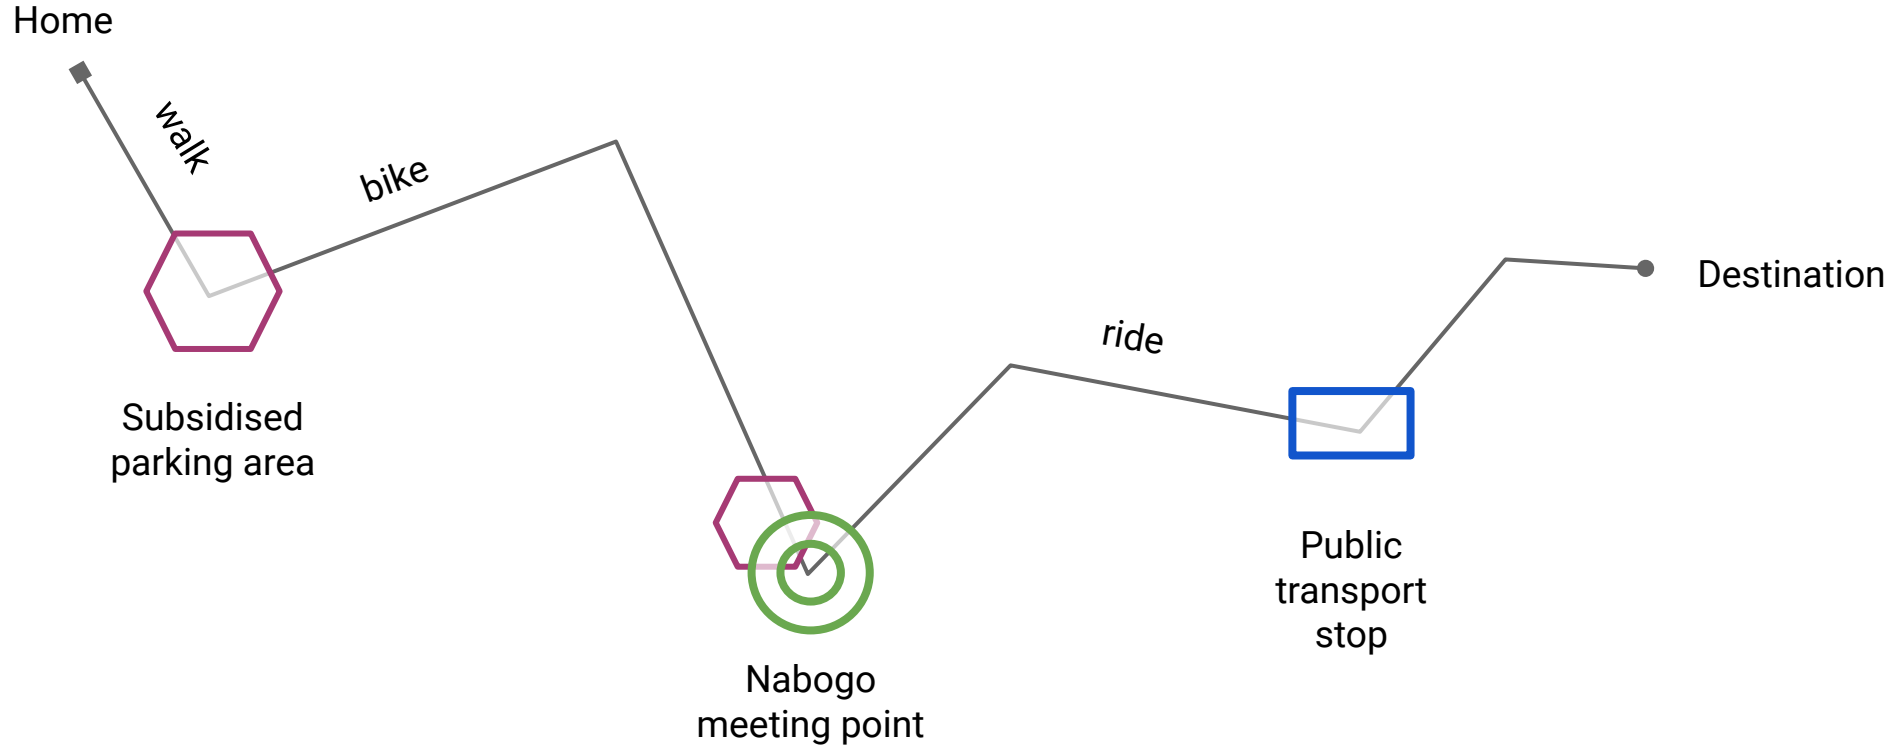 Home
walk
bike
Subsidised
parking area
ride
Destination
Public
transport
stop
Nabogo
meeting point